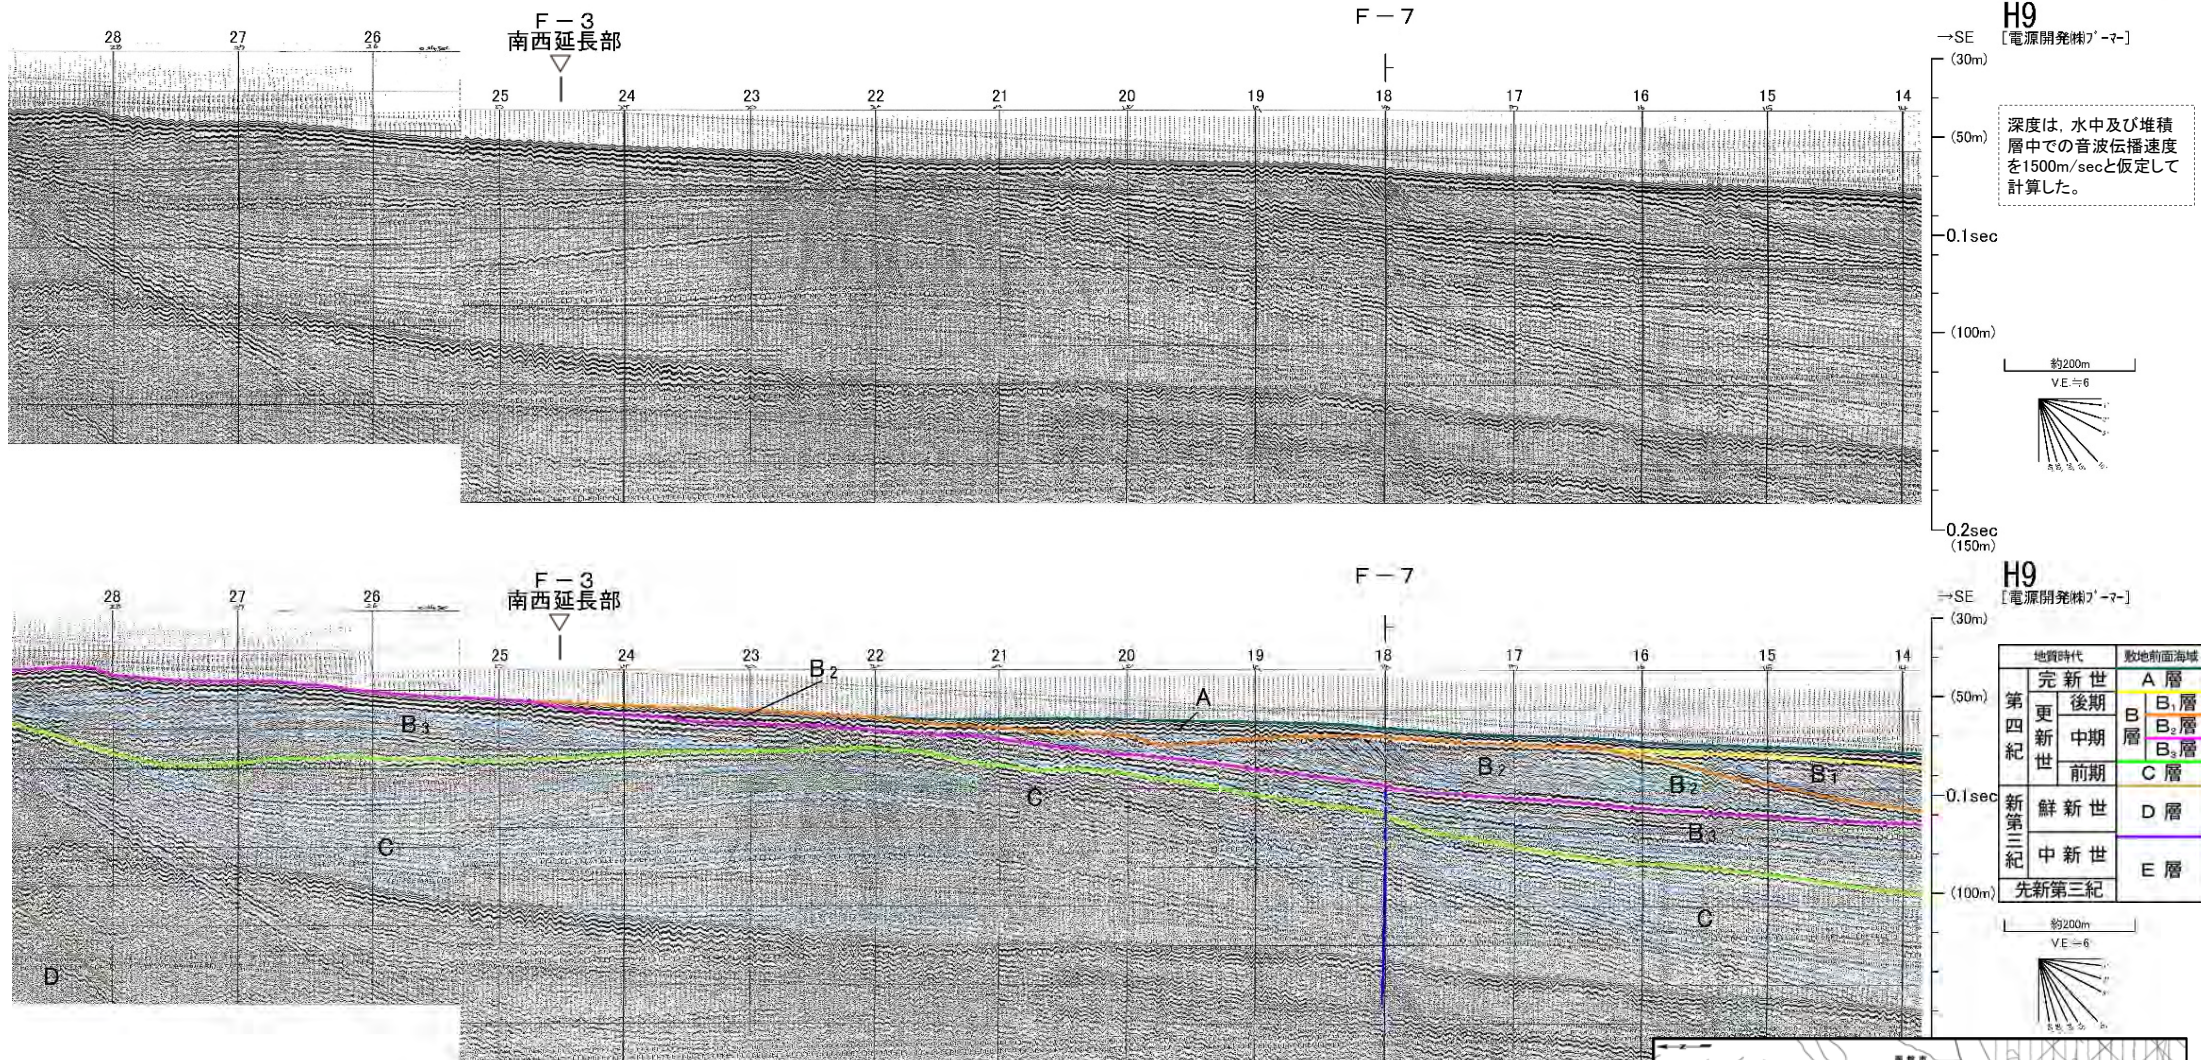 H9
[電源開発㈱ブーマー]
F-3
南西延長部
F-7
→SE
28 27 26 25 24 23 22 21 20 19 18 17 16 15 14
(30m)
(50m)
0.1sec
(100m)
0.2sec
(150m)
深度は，水中及び堆積
層中での音波伝播速度
を1500m/secと仮定して
計算した。
約200m
V.E.≒6
H9
[電源開発㈱ブーマー]
F-3
南西延長部
F-7
→SE
28 27 26 25 24 23 22 21 20 19 18 17 16 15 14
(30m)
(50m)
0.1sec
(100m)
B2
A
B3
B2
B2
B1
B3
C
C
C
D
地質時代 敷地前面海域
第四紀 完新世 A層
更新世 後期 B層 B1層
中期 B2層
B3層
前期 C層
新第三紀 鮮新世 D層
中新世 E層
先新第三紀
約200m
V.E.≒6